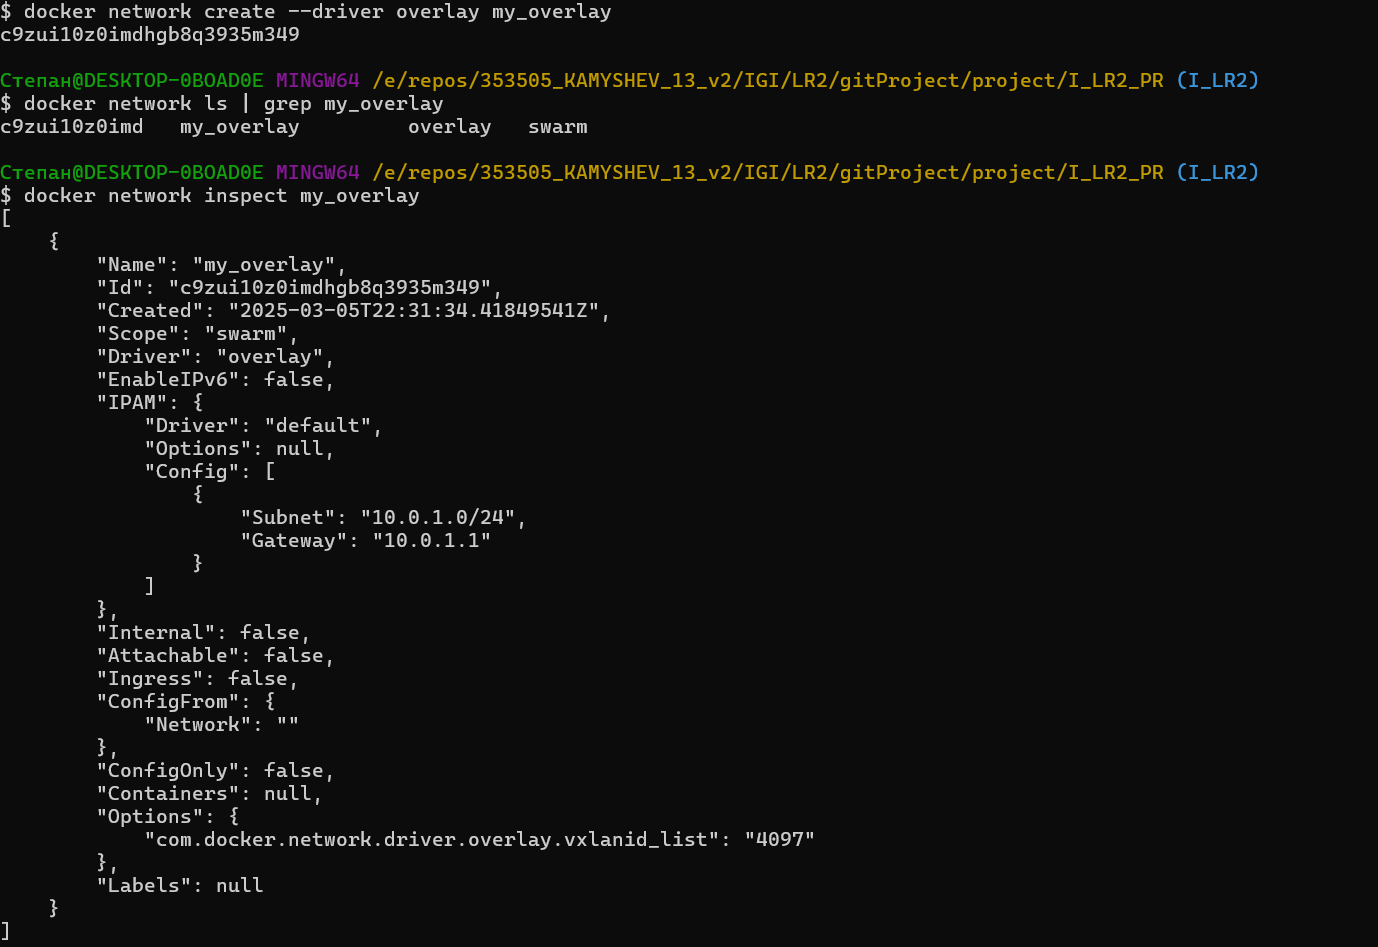 $ docker network create --driver overlay my_overlay
c9zui10z0imdhgb8q3935m349

Степан@DESKTOP-0BOAD0E MINGW64 /e/repos/353505_KAMYSHEV_13_v2/IGI/LR2/gitProject/project/I_LR2_PR (I_LR2)
$ docker network ls | grep my_overlay
c9zui10z0imd   my_overlay         overlay   swarm

Степан@DESKTOP-0BOAD0E MINGW64 /e/repos/353505_KAMYSHEV_13_v2/IGI/LR2/gitProject/project/I_LR2_PR (I_LR2)
$ docker network inspect my_overlay
[
    {
        "Name": "my_overlay",
        "Id": "c9zui10z0imdhgb8q3935m349",
        "Created": "2025-03-05T22:31:34.41849541Z",
        "Scope": "swarm",
        "Driver": "overlay",
        "EnableIPv6": false,
        "IPAM": {
            "Driver": "default",
            "Options": null,
            "Config": [
                {
                    "Subnet": "10.0.1.0/24",
                    "Gateway": "10.0.1.1"
                }
            ]
        },
        "Internal": false,
        "Attachable": false,
        "Ingress": false,
        "ConfigFrom": {
            "Network": ""
        },
        "ConfigOnly": false,
        "Containers": null,
        "Options": {
            "com.docker.network.driver.overlay.vxlanid_list": "4097"
        },
        "Labels": null
    }
]